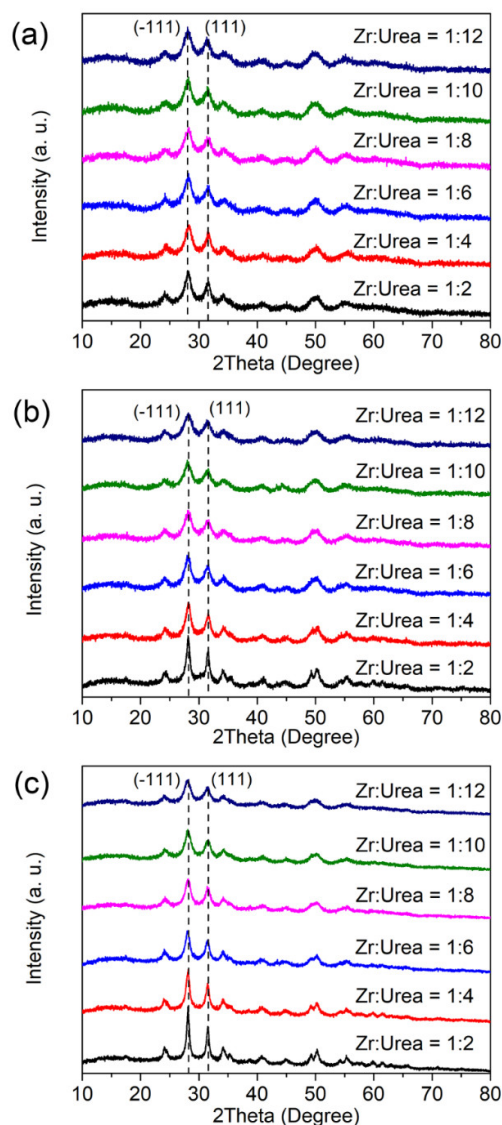 (a)
(-111) (111)
Zr:Urea = 1:12
Zr:Urea = 1:10
Zr:Urea = 1:8
Zr:Urea = 1:6
Zr:Urea = 1:4
Zr:Urea = 1:2
Intensity (a. u.)
10 20 30 40 50 60 70 80
2Theta (Degree)
(b)
(-111) (111)
Zr:Urea = 1:12
Zr:Urea = 1:10
Zr:Urea = 1:8
Zr:Urea = 1:6
Zr:Urea = 1:4
Zr:Urea = 1:2
Intensity (a. u.)
10 20 30 40 50 60 70 80
2Theta (Degree)
(c)
(-111) (111)
Zr:Urea = 1:12
Zr:Urea = 1:10
Zr:Urea = 1:8
Zr:Urea = 1:6
Zr:Urea = 1:4
Zr:Urea = 1:2
Intensity (a. u.)
10 20 30 40 50 60 70 80
2Theta (Degree)